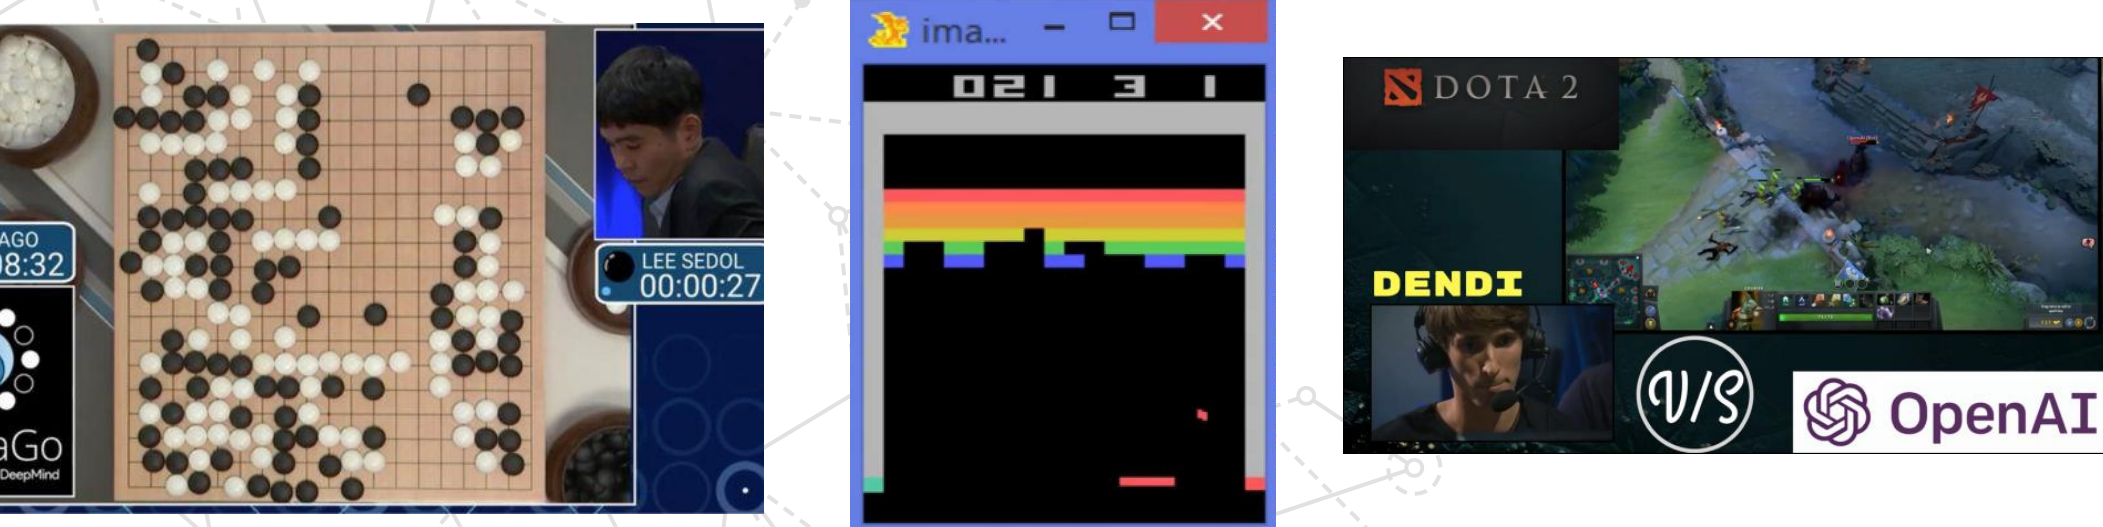 AGO
08:32
aGo
DeepMind
LEE SEDOL
00:00:27
ima...
021 3 1
DOTA 2
DENDI
V/S
OpenAI